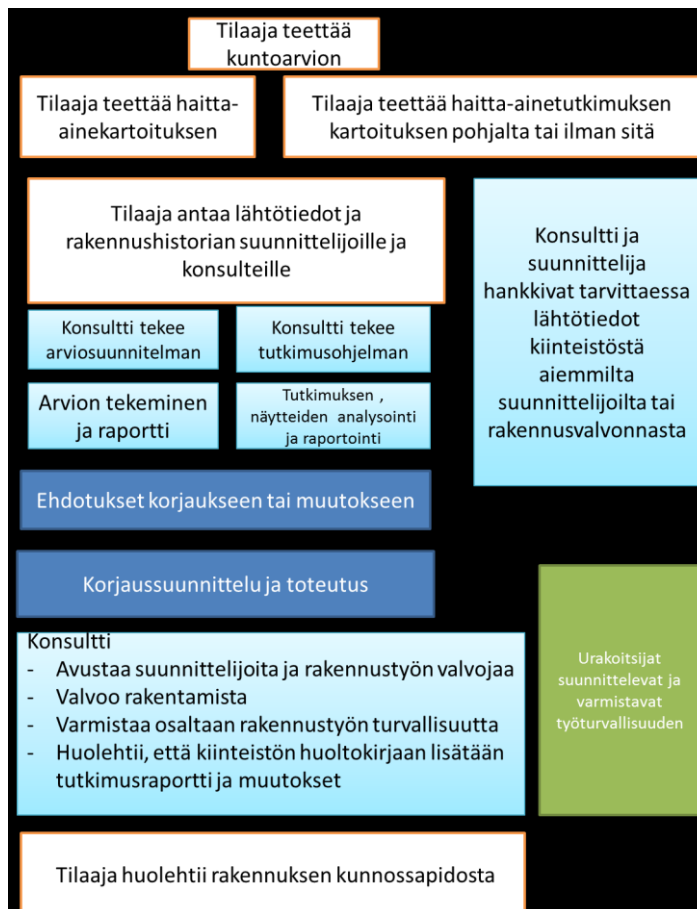 Tilaaja teettää
kuntoarvion
Tilaaja teettää haitta-
ainekartoituksen
Tilaaja teettää haitta-ainetutkimuksen
kartoituksen pohjalta tai ilman sitä
Tilaaja antaa lähtötiedot ja
rakennushistorian suunnittelijoille ja
konsulteille
Konsultti ja
suunnittelija
hankkivat tarvittaessa
lähtötiedot
kiinteistöstä
aiemmilta
suunnittelijoilta tai
rakennusvalvonnasta
Konsultti tekee
arviosuunnitelman
Konsultti tekee
tutkimusohjelman
Arvion tekeminen
ja raportti
Tutkimuksen ,
näytteiden analysointi
ja raportointi
Ehdotukset korjaukseen tai muutokseen
Korjaussuunnittelu ja toteutus
Konsultti
- Avustaa suunnittelijoita ja rakennustyön valvojaa
- Valvoo rakentamista
- Varmistaa osaltaan rakennustyön turvallisuutta
- Huolehtii, että kiinteistön huoltokirjaan lisätään
tutkimusraportti ja muutokset
Urakoitsijat
suunnittelevat ja
varmistavat
työturvallisuuden
Tilaaja huolehtii rakennuksen kunnossapidosta